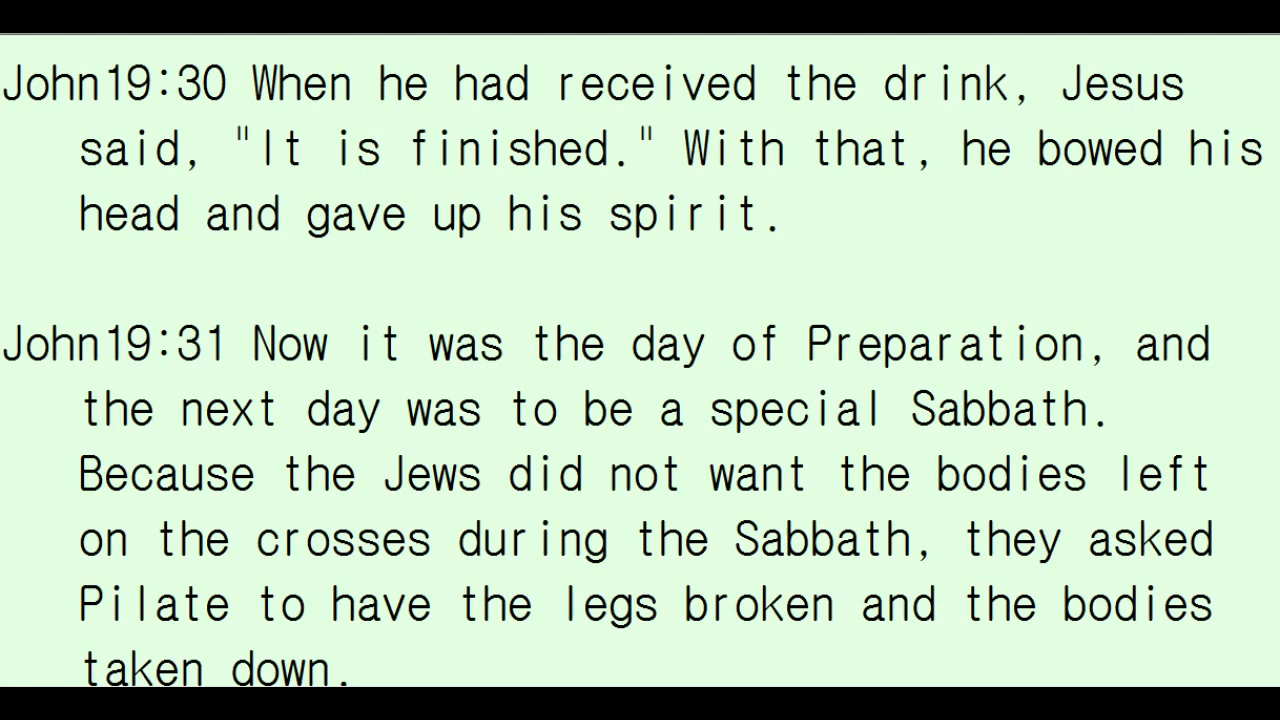 John19:30 When he had received the drink, Jesus
said, "It is finished." With that, he bowed his
head and gave up his spirit.
John19:31 Now it was the day of Preparation, and
the next day was to be a special Sabbath.
Because the Jews did not want the bodies left
on the crosses during the Sabbath, they asked
Pilate to have the legs broken and the bodies
taken down.